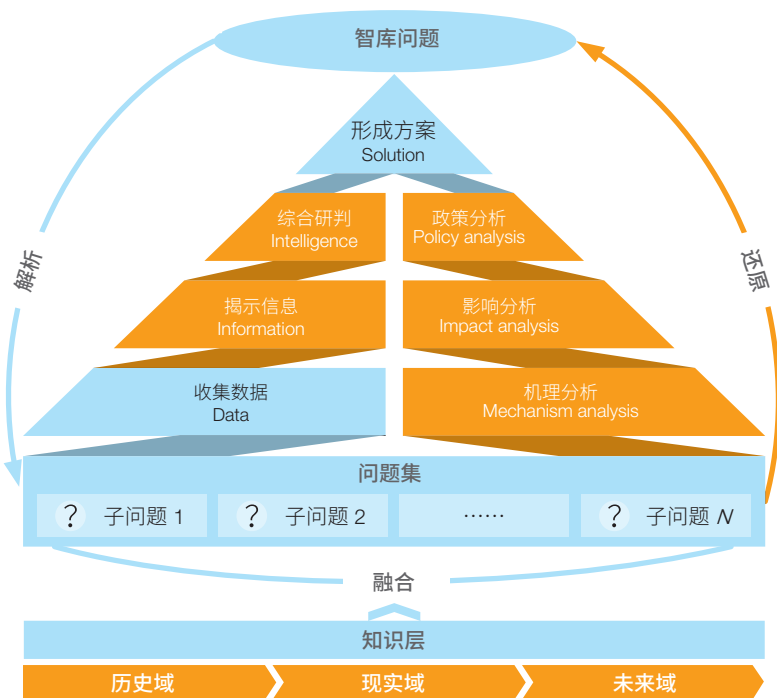 智库问题
形成方案
Solution
综合研判
Intelligence
政策分析
Policy analysis
解析
还原
揭示信息
Information
影响分析
Impact analysis
收集数据
Data
机理分析
Mechanism analysis
问题集
? 子问题 1
? 子问题 2
……
? 子问题 N
融合
知识层
历史域
现实域
未来域